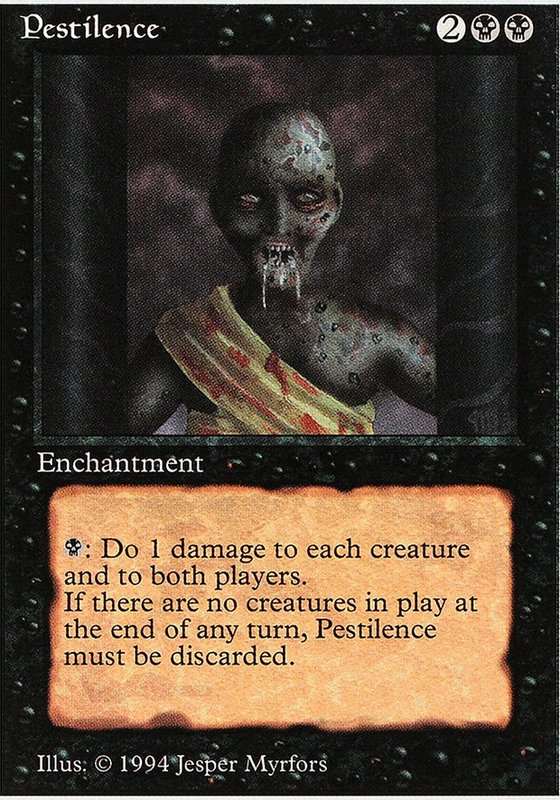 Pestilence 2
Enchantment
: Do 1 damage to each creature
and to both players.
If there are no creatures in play at
the end of any turn, Pestilence
must be discarded.
Illus. © 1994 Jesper Myrfors